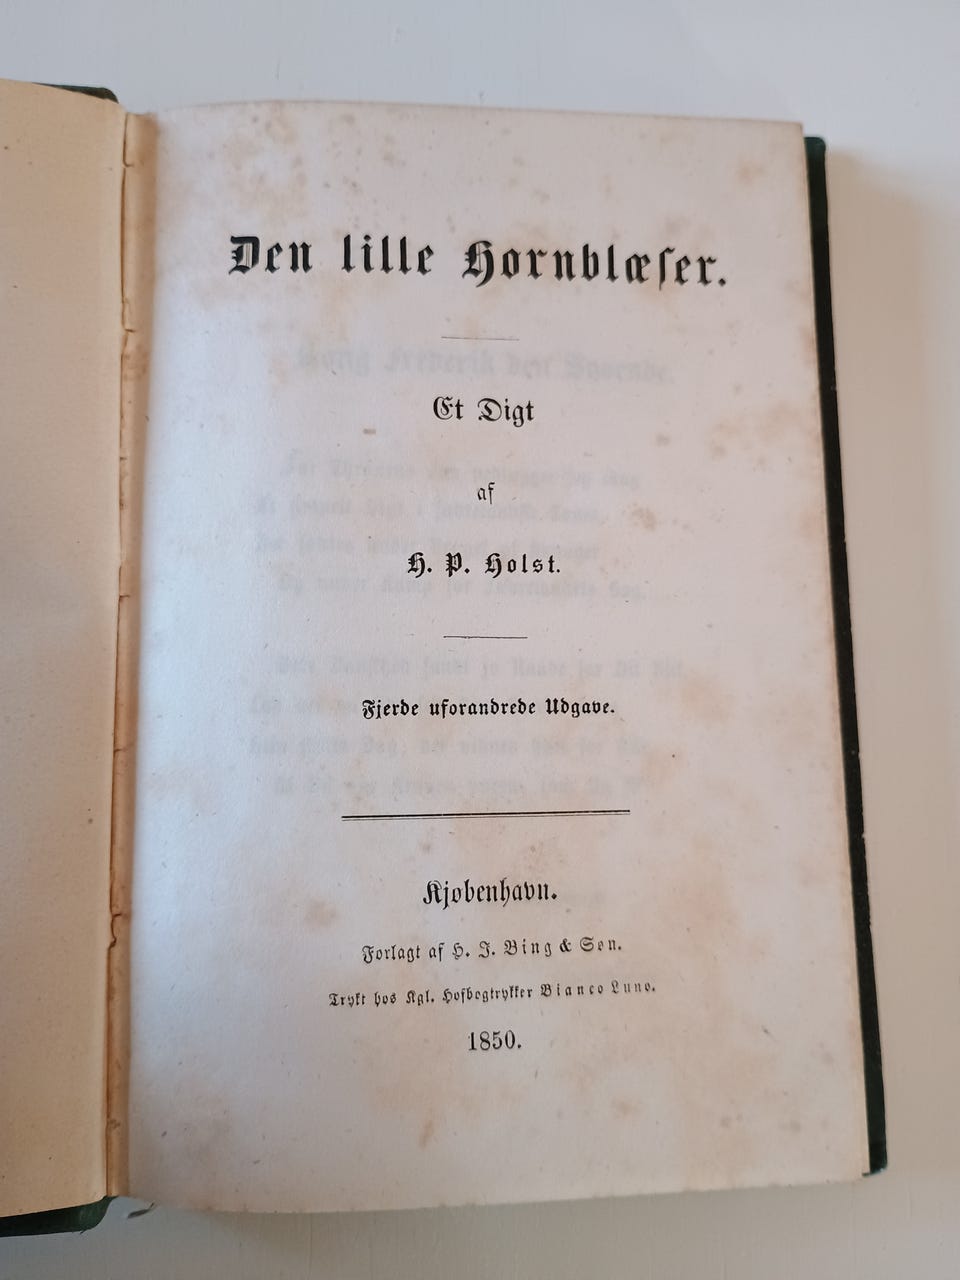 Den lille Hornblæser.
Et Digt
af
H. P. Holst.
Fjerde uforandrede Udgave.
Kjøbenhavn.
Forlagt af H. J. Bing & Søn.
Trykt hos Kgl. Hofbogtrykker Bianco Luno.
1850.